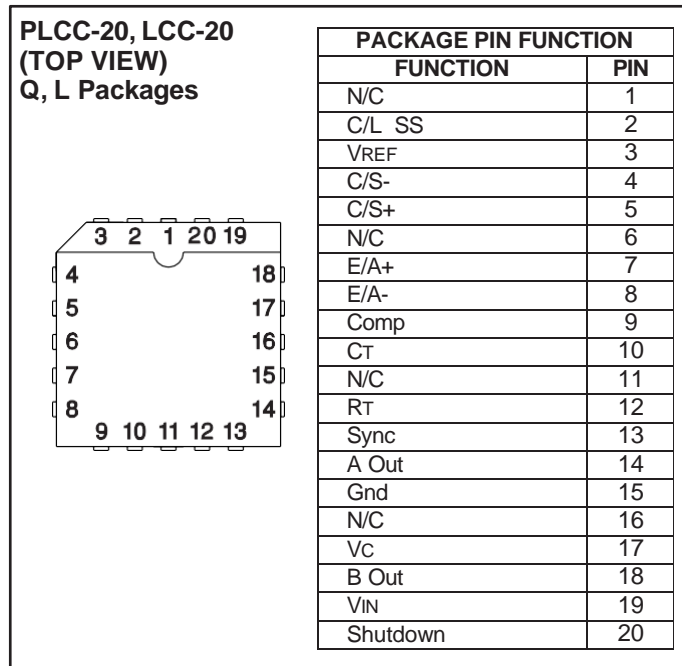 PLCC-20, LCC-20
(TOP VIEW)
Q, L Packages
3 2 1 20 19
4 18
5 17
6 16
7 15
8 14
9 10 11 12 13
PACKAGE PIN FUNCTION
FUNCTION PIN
N/C 1
C/L SS 2
VREF 3
C/S- 4
C/S+ 5
N/C 6
E/A+ 7
E/A- 8
Comp 9
CT 10
N/C 11
RT 12
Sync 13
A Out 14
Gnd 15
N/C 16
VC 17
B Out 18
VIN 19
Shutdown 20